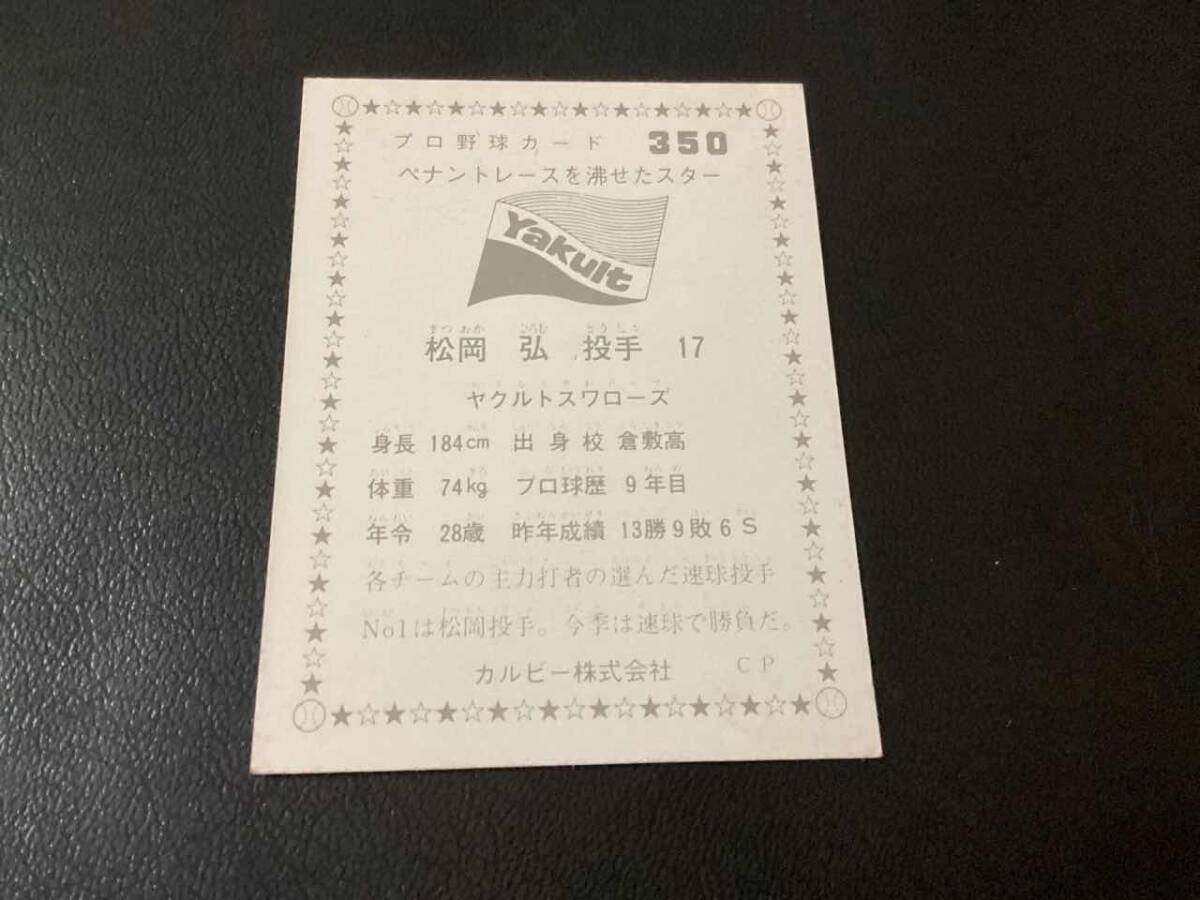 プロ野球カード 350
ペナントレースを沸せたスター
Yakult
まつ おか ひろむ とうしゅ
松岡 弘 投手 17
ヤクルトスワローズ
身長 184cm 出身校 倉敷高
体重 74kg プロ球歴 9年目
年令 28歳 昨年成績 13勝9敗6S
各チームの主力打者の選んだ速球投手
No1は松岡投手。今季は速球で勝負だ。
カルビー株式会社 CP